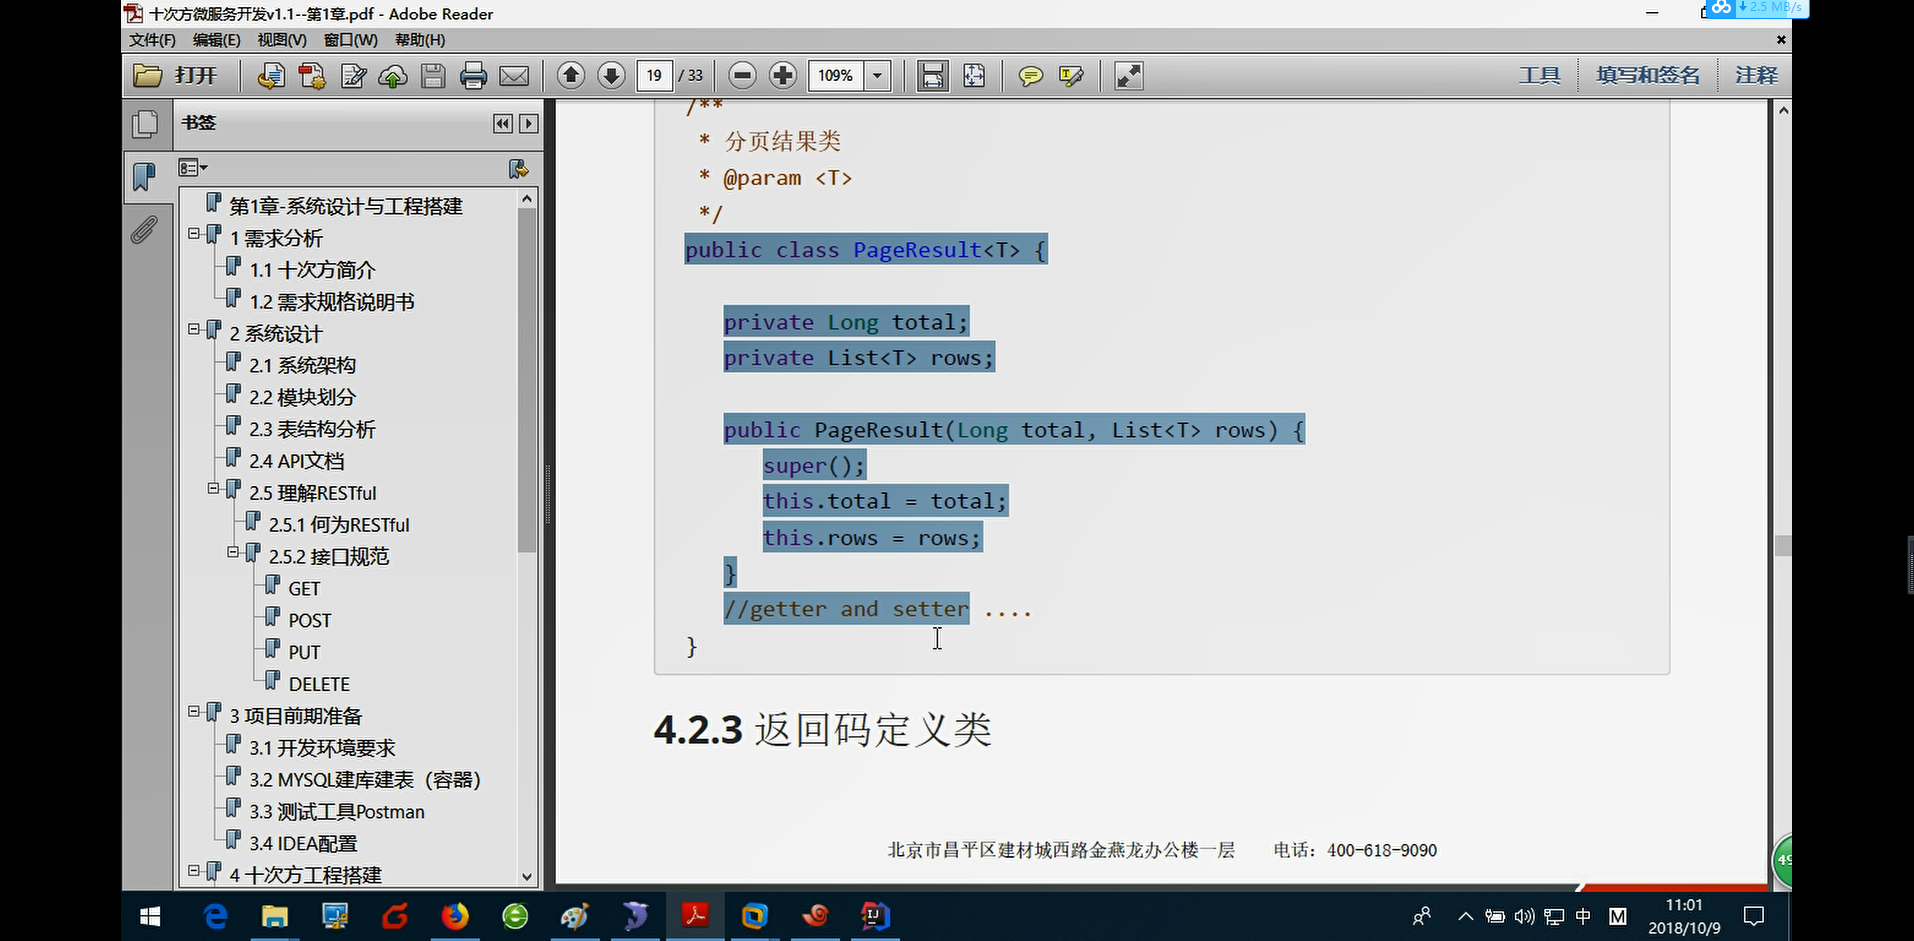 十次方微服务开发v1.1--第1章.pdf - Adobe Reader
2.5 MB/s
文件(F) 编辑(E) 视图(V) 窗口(W) 帮助(H)
打开 19 / 33 109% 工具 填写和签名 注释
书签
第1章-系统设计与工程搭建
1 需求分析
1.1 十次方简介
1.2 需求规格说明书
2 系统设计
2.1 系统架构
2.2 模块划分
2.3 表结构分析
2.4 API文档
2.5 理解RESTful
2.5.1 何为RESTful
2.5.2 接口规范
GET
POST
PUT
DELETE
3 项目前期准备
3.1 开发环境要求
3.2 MYSQL建库建表（容器）
3.3 测试工具Postman
3.4 IDEA配置
4 十次方工程搭建
/**
* 分页结果类
* @param <T>
*/
public class PageResult<T> {
private Long total;
private List<T> rows;
public PageResult(Long total, List<T> rows) {
super();
this.total = total;
this.rows = rows;
}
//getter and setter ....
}
4.2.3 返回码定义类
北京市昌平区建材城西路金燕龙办公楼一层 电话：400-618-9090
49
中 M 11:01
2018/10/9